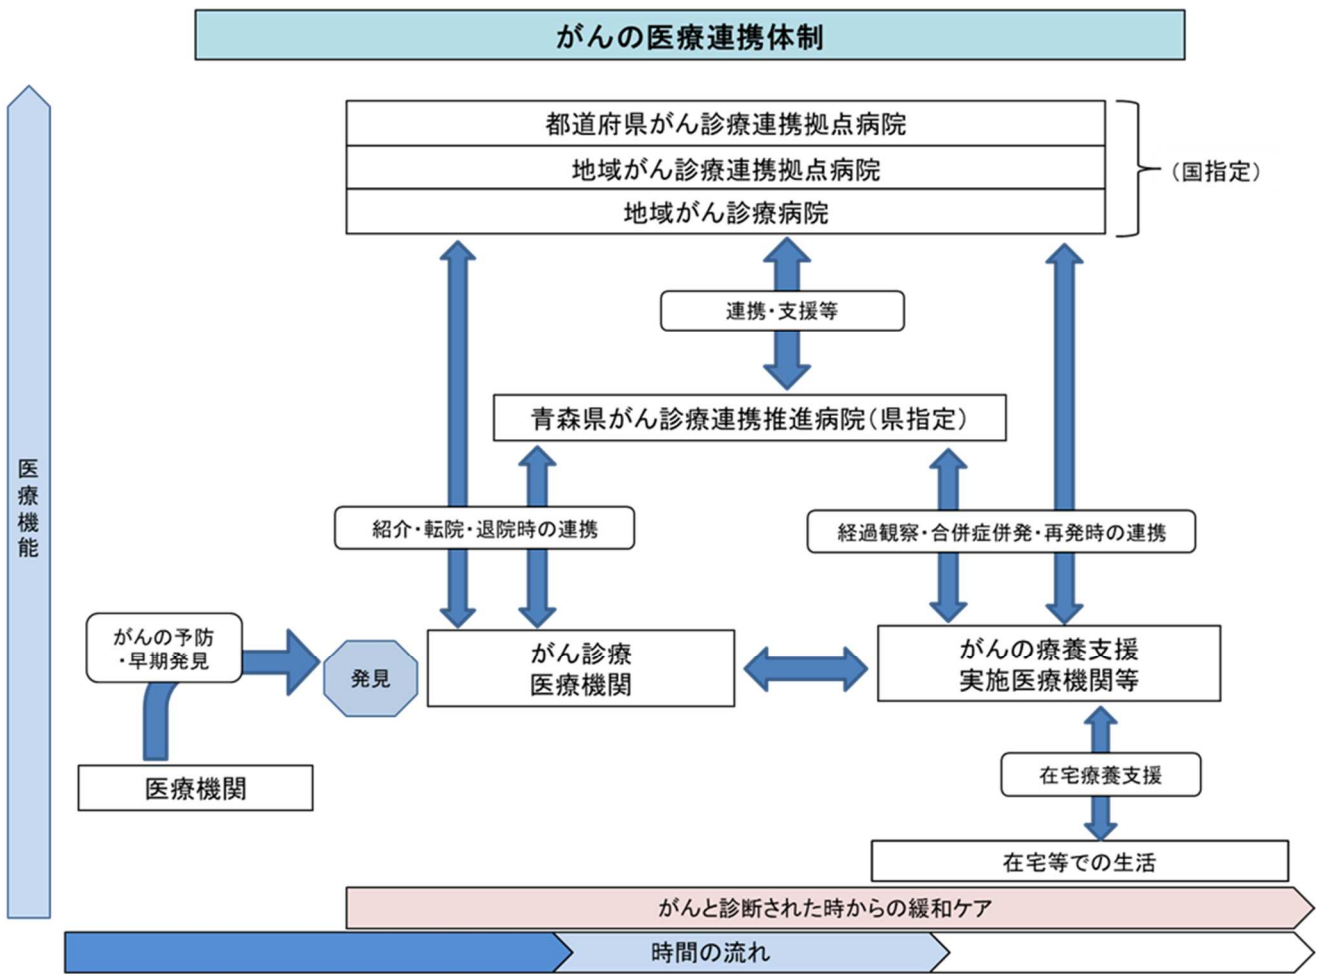 がんの医療連携体制
都道府県がん診療連携拠点病院
地域がん診療連携拠点病院
地域がん診療病院
（国指定）
連携・支援等
青森県がん診療連携推進病院（県指定）
医療機能
紹介・転院・退院時の連携
経過観察・合併症併発・再発時の連携
がんの予防
・早期発見
発見
がん診療
医療機関
がんの療養支援
実施医療機関等
医療機関
在宅療養支援
在宅等での生活
がんと診断された時からの緩和ケア
時間の流れ